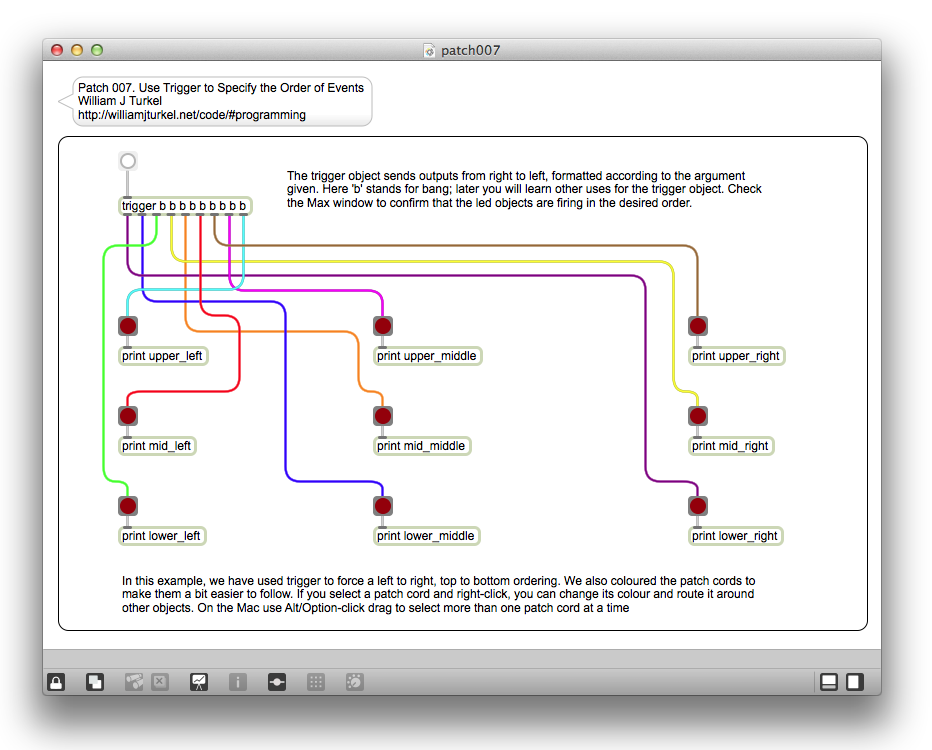 patch007
Patch 007. Use Trigger to Specify the Order of Events
William J Turkel
http://williamjturkel.net/code/#programming
The trigger object sends outputs from right to left, formatted according to the argument
given. Here 'b' stands for bang; later you will learn other uses for the trigger object. Check
the Max window to confirm that the led objects are firing in the desired order.
trigger b b b b b b b b b
print upper_left
print upper_middle
print upper_right
print mid_left
print mid_middle
print mid_right
print lower_left
print lower_middle
print lower_right
In this example, we have used trigger to force a left to right, top to bottom ordering. We also coloured the patch cords to
make them a bit easier to follow. If you select a patch cord and right-click, you can change its colour and route it around
other objects. On the Mac use Alt/Option-click drag to select more than one patch cord at a time